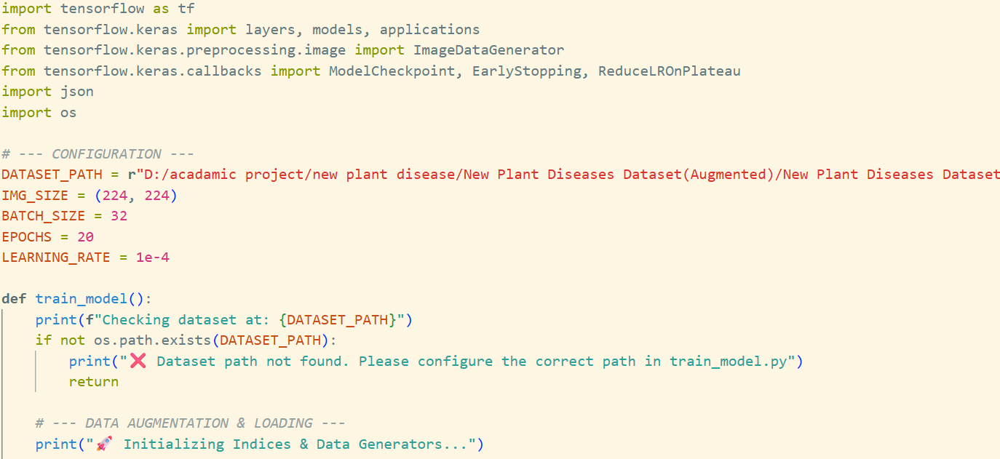 import tensorflow as tf
from tensorflow.keras import layers, models, applications
from tensorflow.keras.preprocessing.image import ImageDataGenerator
from tensorflow.keras.callbacks import ModelCheckpoint, EarlyStopping, ReduceLROnPlateau
import json
import os
# --- CONFIGURATION ---
DATASET_PATH = r"D:/acadamic project/new plant disease/New Plant Diseases Dataset(Augmented)/New Plant Diseases Dataset
IMG_SIZE = (224, 224)
BATCH_SIZE = 32
EPOCHS = 20
LEARNING_RATE = 1e-4
def train_model():
    print(f"Checking dataset at: {DATASET_PATH}")
    if not os.path.exists(DATASET_PATH):
        print("❌ Dataset path not found. Please configure the correct path in train_model.py")
        return
    # --- DATA AUGMENTATION & LOADING ---
    print("🚀 Initializing Indices & Data Generators...")